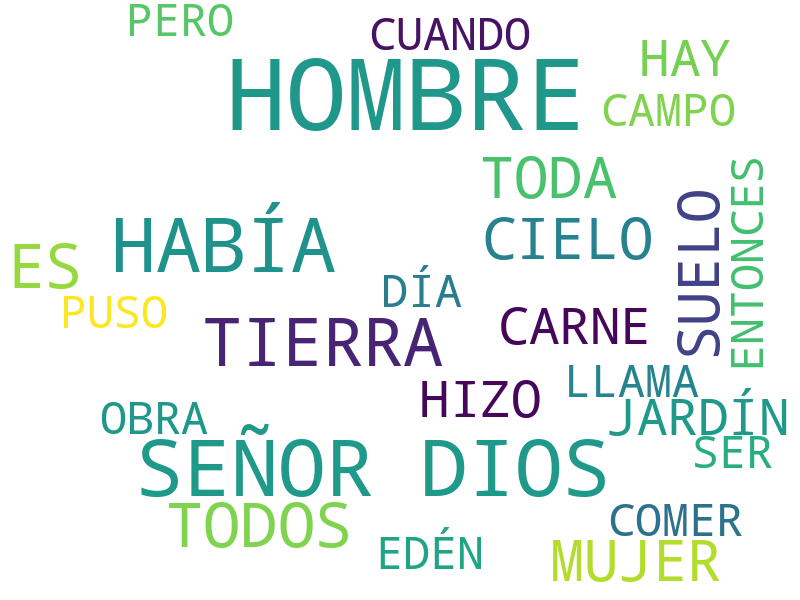 PERO
CUANDO
HOMBRE
HAY
CAMPO
TODA
ENTONCES
SUELO
HABÍA
CIELO
ES
DÍA
PUSO
TIERRA
CARNE
LLAMA
HIZO
JARDÍN
OBRA
SEÑOR DIOS
SER
TODOS
COMER
EDÉN
MUJER